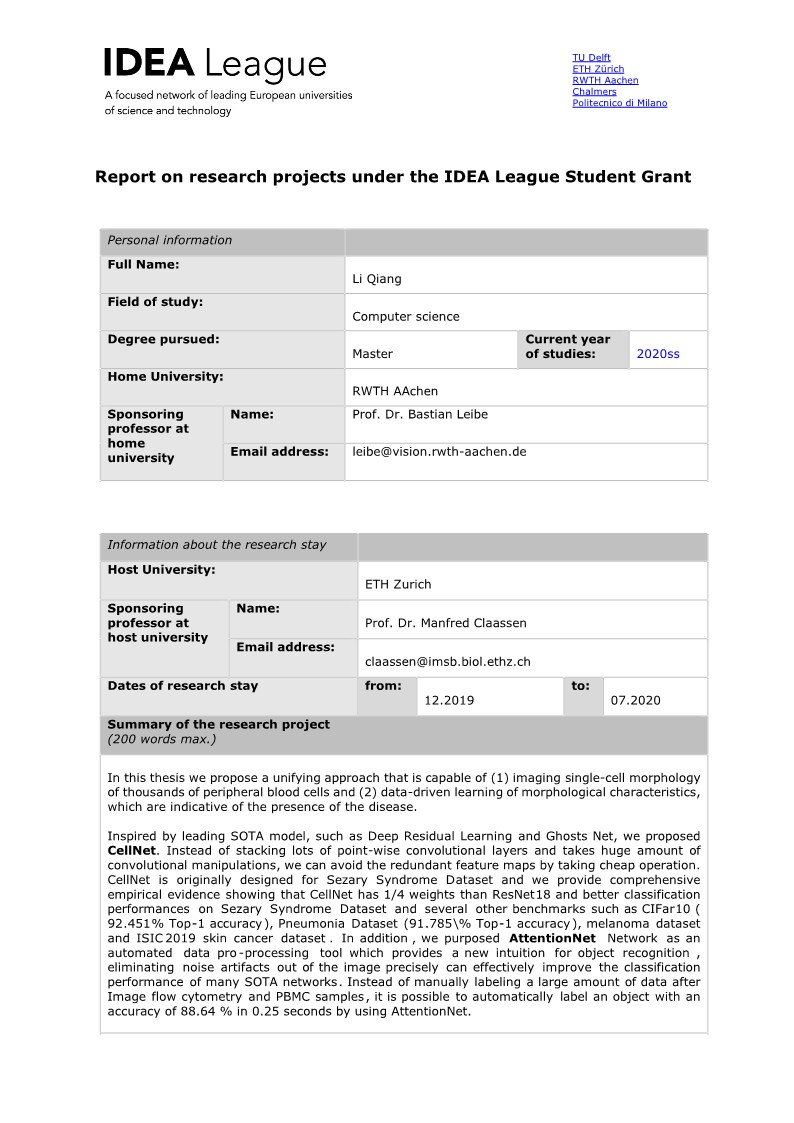 IDEA League
A focused network of leading European universities
of science and technology
TU Delft
ETH Zürich
RWTH Aachen
Chalmers
Politecnico di Milano
Report on research projects under the IDEA League Student Grant
Personal information
Full Name:
Li Qiang
Field of study:
Computer science
Degree pursued:
Master
Current year
of studies:
2020ss
Home University:
RWTH AAchen
Sponsoring
professor at
home
university
Name:
Prof. Dr. Bastian Leibe
Email address:
leibe@vision.rwth-aachen.de
Information about the research stay
Host University:
ETH Zurich
Sponsoring
professor at
host university
Name:
Prof. Dr. Manfred Claassen
Email address:
claassen@imsb.biol.ethz.ch
Dates of research stay
from:
12.2019
to:
07.2020
Summary of the research project
(200 words max.)
In this thesis we propose a unifying approach that is capable of (1) imaging single-cell morphology
of thousands of peripheral blood cells and (2) data-driven learning of morphological characteristics,
which are indicative of the presence of the disease.
Inspired by leading SOTA model, such as Deep Residual Learning and Ghosts Net, we proposed
CellNet. Instead of stacking lots of point-wise convolutional layers and takes huge amount of
convolutional manipulations, we can avoid the redundant feature maps by taking cheap operation.
CellNet is originally designed for Sezary Syndrome Dataset and we provide comprehensive
empirical evidence showing that CellNet has 1/4 weights than ResNet18 and better classification
performances on Sezary Syndrome Dataset and several other benchmarks such as CIFar10 (
92.451% Top-1 accuracy), Pneumonia Dataset (91.785\% Top-1 accuracy), melanoma dataset
and ISIC 2019 skin cancer dataset . In addition , we purposed AttentionNet Network as an
automated data pro-processing tool which provides a new intuition for object recognition ,
eliminating noise artifacts out of the image precisely can effectively improve the classification
performance of many SOTA networks. Instead of manually labeling a large amount of data after
Image flow cytometry and PBMC samples, it is possible to automatically label an object with an
accuracy of 88.64 % in 0.25 seconds by using AttentionNet.